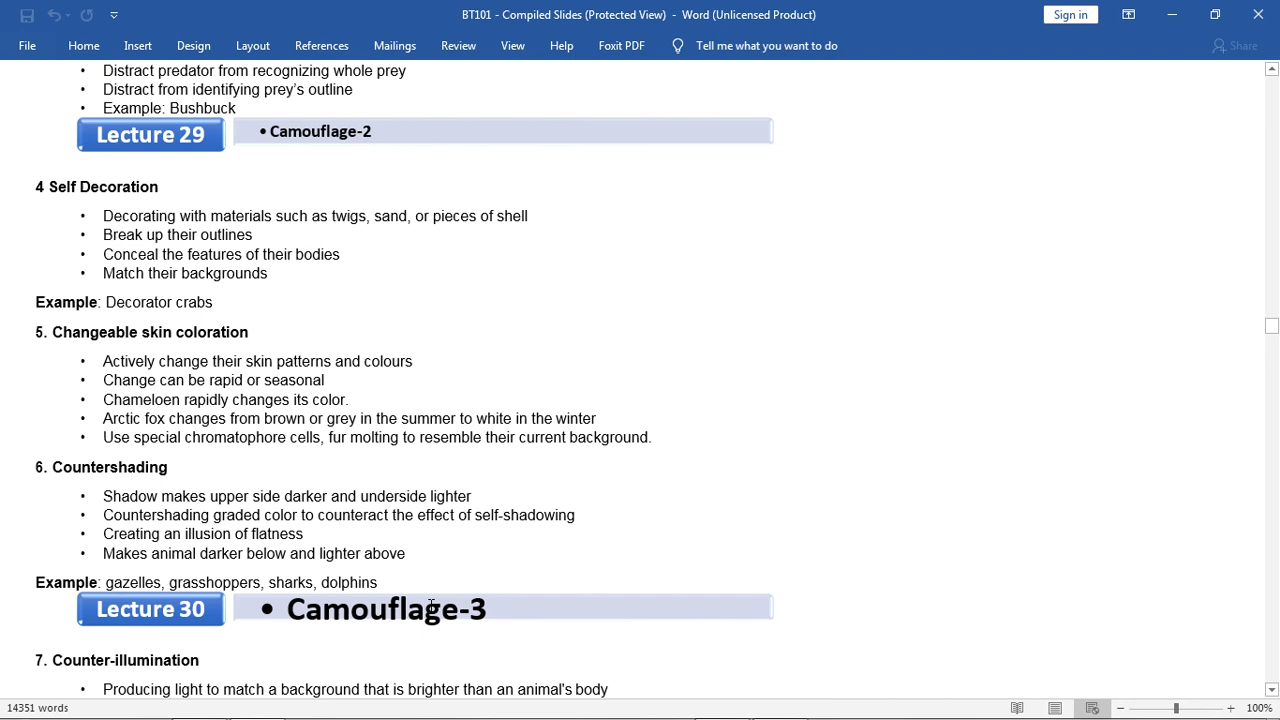 BT101 - Compiled Slides (Protected View) - Word (Unlicensed Product)
Sign in
File Home Insert Design Layout References Mailings Review View Help Foxit PDF Tell me what you want to do Share
• Distract predator from recognizing whole prey
• Distract from identifying prey's outline
• Example: Bushbuck
Lecture 29 • Camouflage-2
4 Self Decoration
• Decorating with materials such as twigs, sand, or pieces of shell
• Break up their outlines
• Conceal the features of their bodies
• Match their backgrounds
Example: Decorator crabs
5. Changeable skin coloration
• Actively change their skin patterns and colours
• Change can be rapid or seasonal
• Chameloen rapidly changes its color.
• Arctic fox changes from brown or grey in the summer to white in the winter
• Use special chromatophore cells, fur molting to resemble their current background.
6. Countershading
• Shadow makes upper side darker and underside lighter
• Countershading graded color to counteract the effect of self-shadowing
• Creating an illusion of flatness
• Makes animal darker below and lighter above
Example: gazelles, grasshoppers, sharks, dolphins
Lecture 30 • Camouflage-3
7. Counter-illumination
• Producing light to match a background that is brighter than an animal's body
14351 words
100%